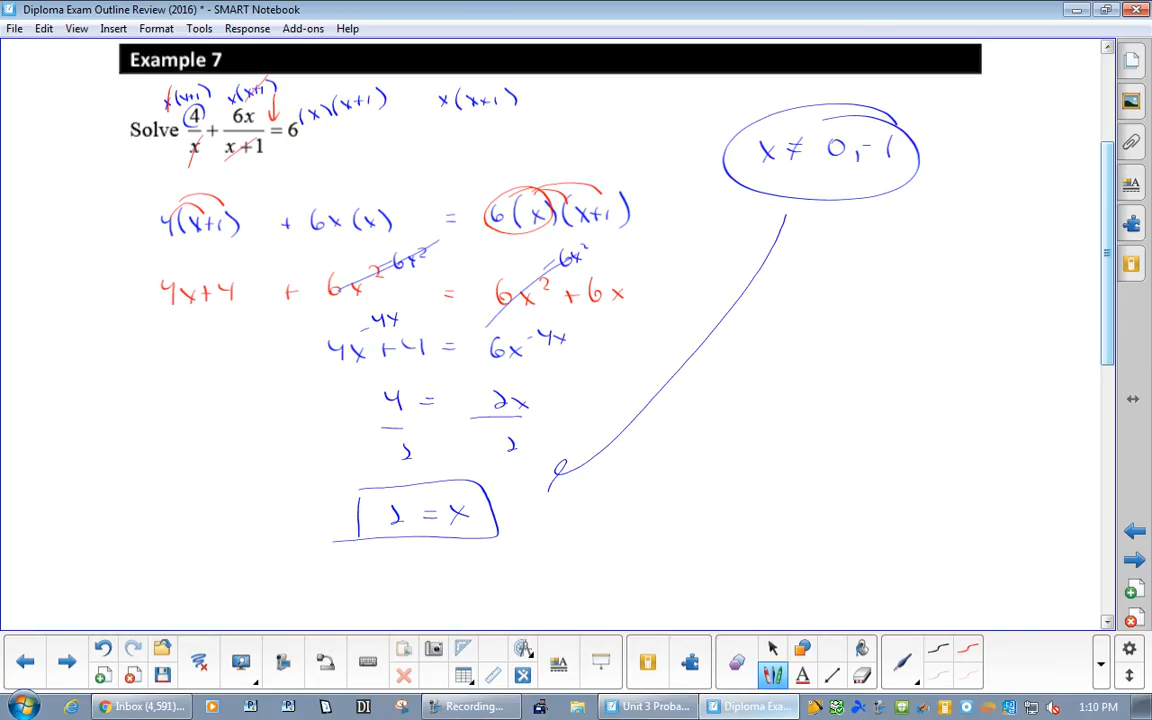 Diploma Exam Outline Review (2016) * - SMART Notebook
File Edit View Insert Format Tools Response Add-ons Help
Example 7
x(x+1) x(x+1) (x)(x+1) x(x+1)
Solve 4/x + 6x/x+1 = 6
x ≠ 0, -1
4(x+1) + 6x(x) = 6(x)(x+1)
-6x² -6x²
4x+4 + 6x² = 6x² + 6x
-4x
4x+4 = 6x -4x
4 = 2x
2 2
2 = x
Inbox (4,591)... DI Recording... Unit 3 Proba... Diploma Exa... 1:10 PM